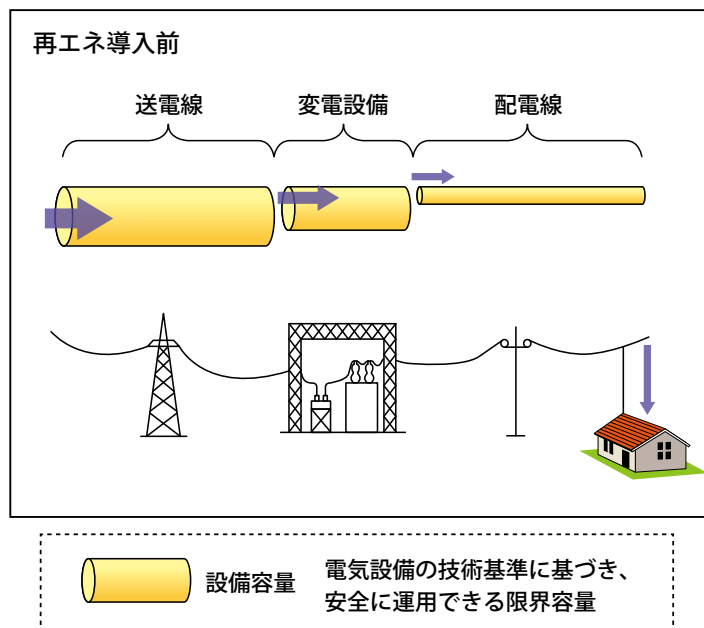 再エネ導入前
送電線
変電設備
配電線
設備容量
電気設備の技術基準に基づき、
安全に運用できる限界容量